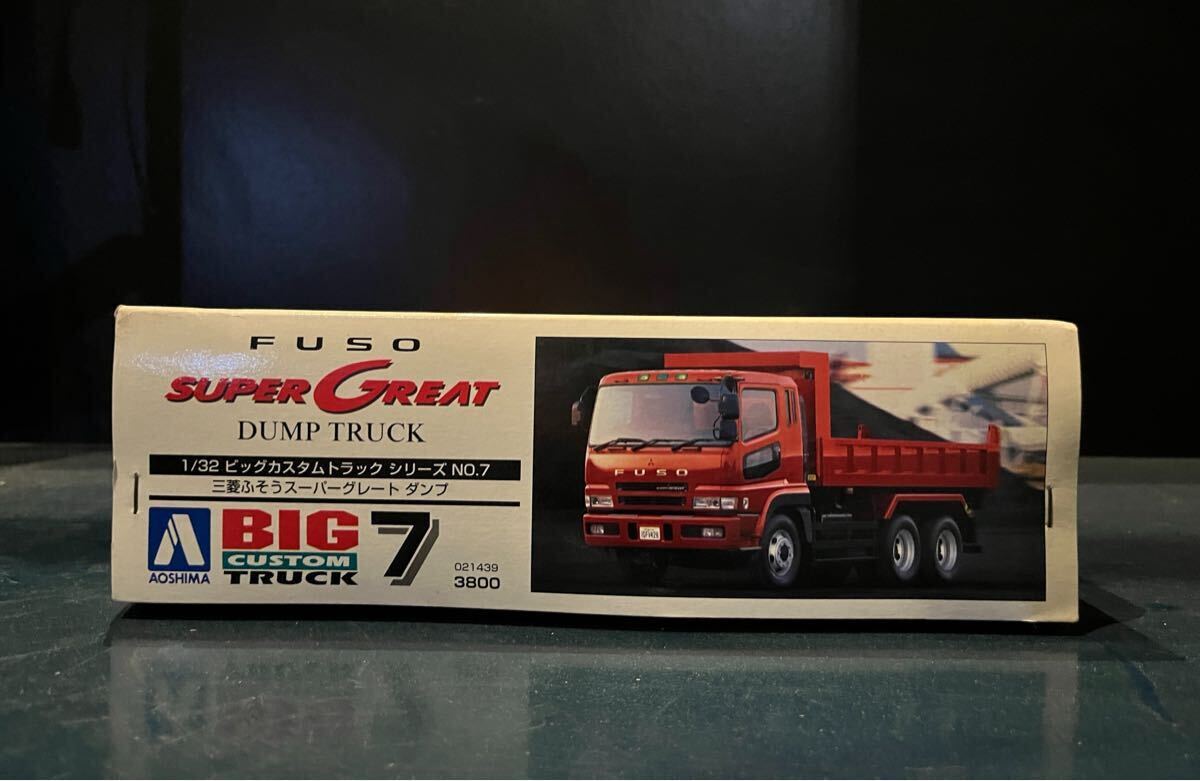 FUSO
SUPER GREAT
DUMP TRUCK
1/32 ビッグカスタムトラック シリーズ NO.7
三菱ふそうスーパーグレート ダンプ
AOSHIMA
BIG
CUSTOM
TRUCK
7
021439
3800
FUSO